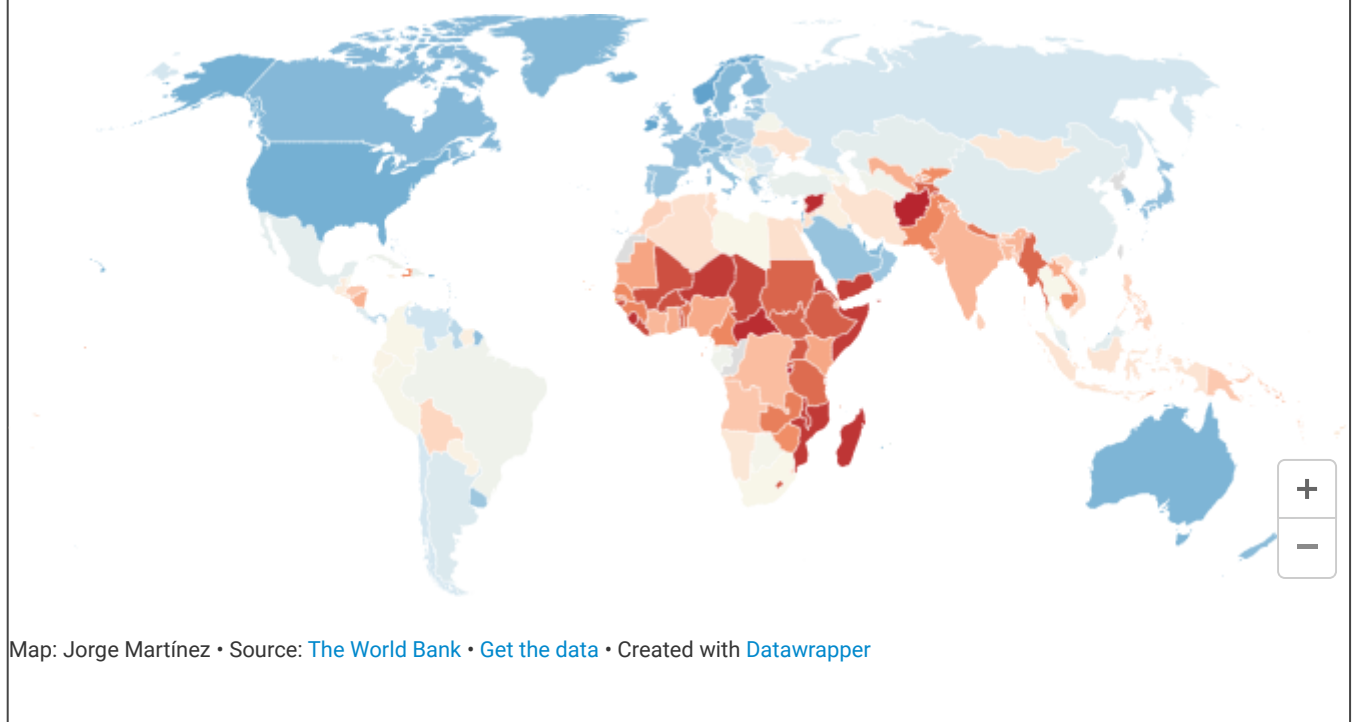 +
−
Map: Jorge Martínez • Source: The World Bank • Get the data • Created with Datawrapper